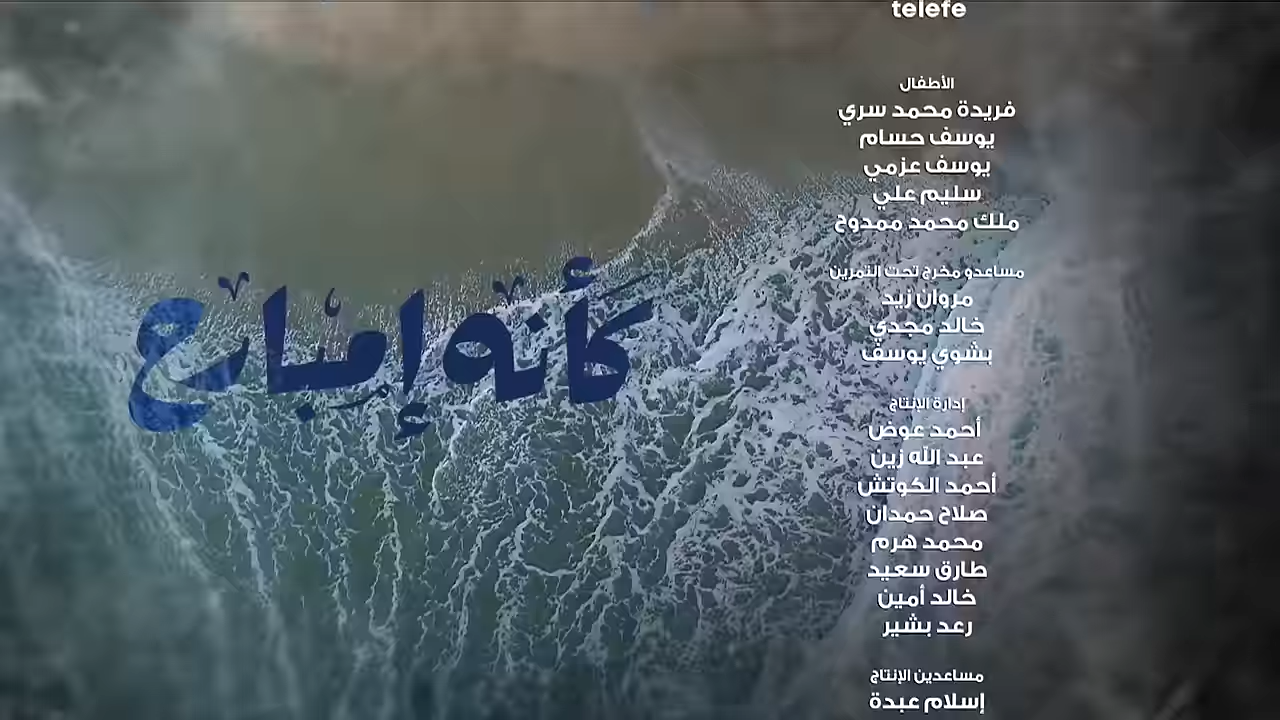 telefe
كأنه إمبارح
الأطفال
فريدة محمد سري
يوسف حسام
يوسف عزمي
سليم علي
ملك محمد ممدوح
مساعدو مخرج تحت التمرين
مروان زيد
خالد مجدي
بشوي يوسف
إدارة الإنتاج
أحمد عوض
عبد الله زين
أحمد الكوتش
صلاح حمدان
محمد هرم
طارق سعيد
خالد أمين
رعد بشير
مساعدين الإنتاج
إسلام عبدة